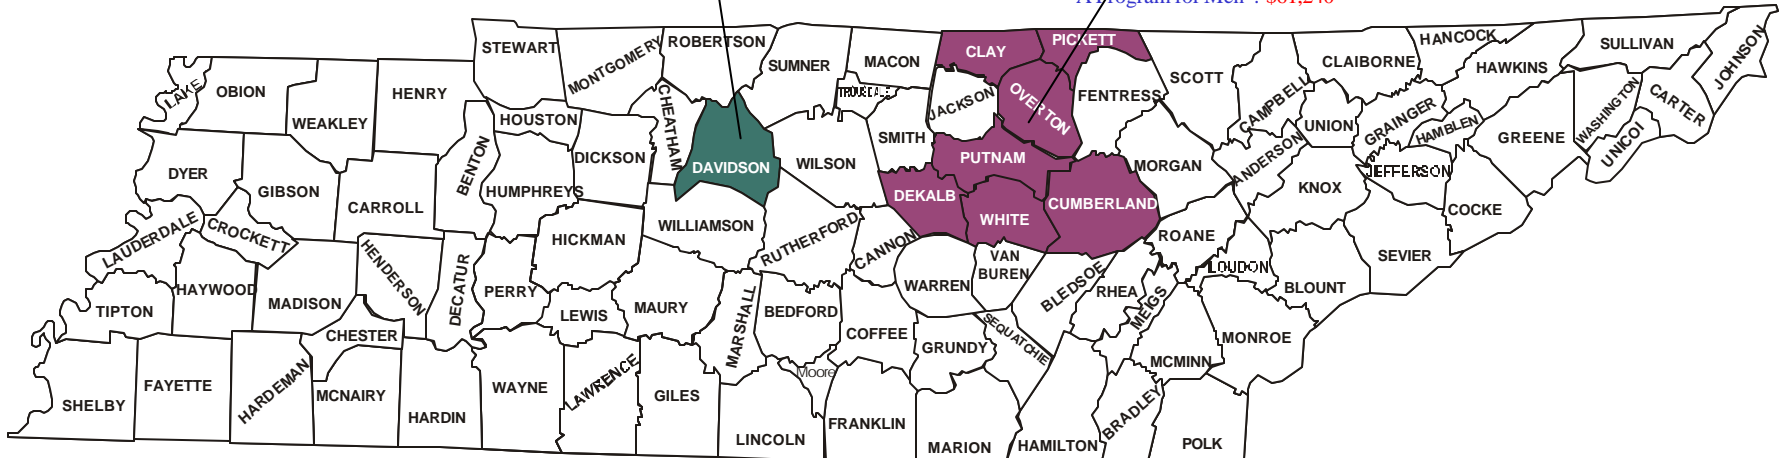 A Program for Men": $61,240
STEWART
MONTGOMERY
ROBERTSON
SUMNER
MACON
CLAY
PICKETT
SCOTT
CAMPBELL
CLAIBORNE
HANCOCK
HAWKINS
SULLIVAN
JOHNSON
CARTER
WASHINGTON
UNICOI
GREENE
LAKE
OBION
WEAKLEY
HENRY
HOUSTON
CHEATHAM
TROUSDALE
JACKSON
OVERTON
FENTRESS
UNION
GRAINGER
HAMBLEN
JEFFERSON
ANDERSON
MORGAN
KNOX
COCKE
DYER
GIBSON
CARROLL
BENTON
HUMPHREYS
DICKSON
DAVIDSON
WILSON
SMITH
PUTNAM
DEKALB
WHITE
CUMBERLAND
ROANE
LOUDON
BLOUNT
SEVIER
LAUDERDALE
CROCKETT
HAYWOOD
MADISON
HENDERSON
DECATUR
PERRY
HICKMAN
WILLIAMSON
RUTHERFORD
CANNON
WARREN
VAN
BUREN
BLEDSOE
RHEA
MEIGS
MONROE
TIPTON
CHESTER
LEWIS
MAURY
MARSHALL
BEDFORD
COFFEE
GRUNDY
SEQUATCHIE
MCMINN
SHELBY
FAYETTE
HARDEMAN
MCNAIRY
HARDIN
WAYNE
LAWRENCE
GILES
LINCOLN
Moore
FRANKLIN
MARION
HAMILTON
BRADLEY
POLK